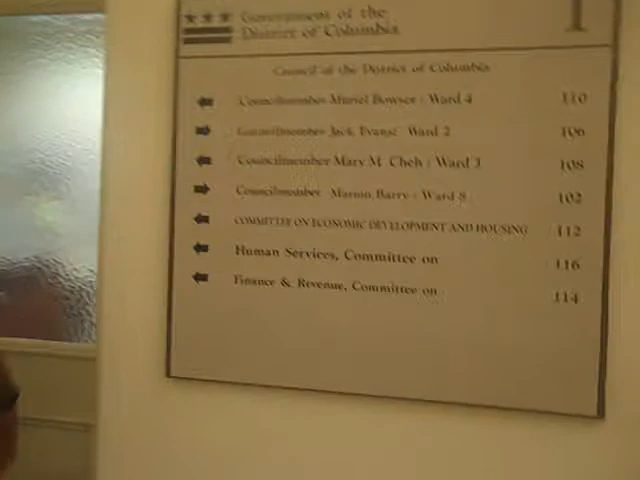 Government of the
District of Columbia
1
Council of the District of Columbia
Councilmember Muriel Bowser : Ward 4 110
Councilmember Jack Evans: Ward 2 106
Councilmember Mary M. Cheh : Ward 3 108
Councilmember Marion Barry : Ward 8 102
COMMITTEE ON ECONOMIC DEVELOPMENT AND HOUSING 112
Human Services, Committee on 116
Finance & Revenue, Committee on 114